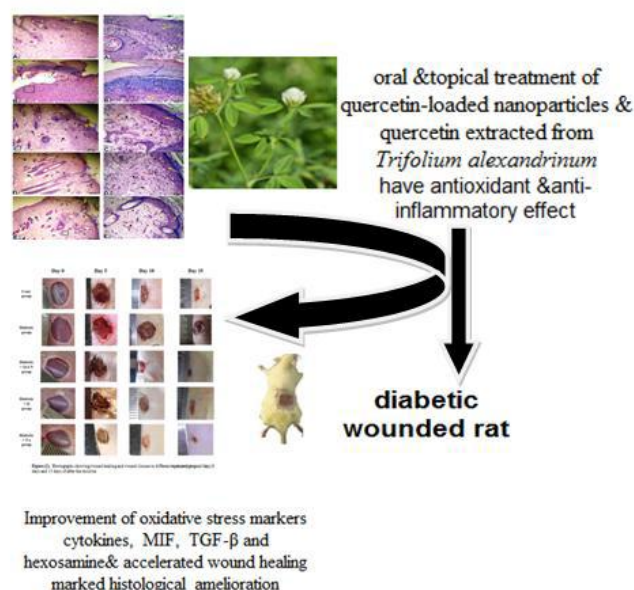 oral &topical treatment of
quercetin-loaded nanoparticles &
quercetin extracted from
Trifolium alexandrinum
have antioxidant &anti-
inflammatory effect
Day 0 Day 5 Day 10 Day 15
diabetic
wounded rat
Improvement of oxidative stress markers
cytokines, MIF, TGF-β and
hexosamine& accelerated wound healing
marked histological amelioration